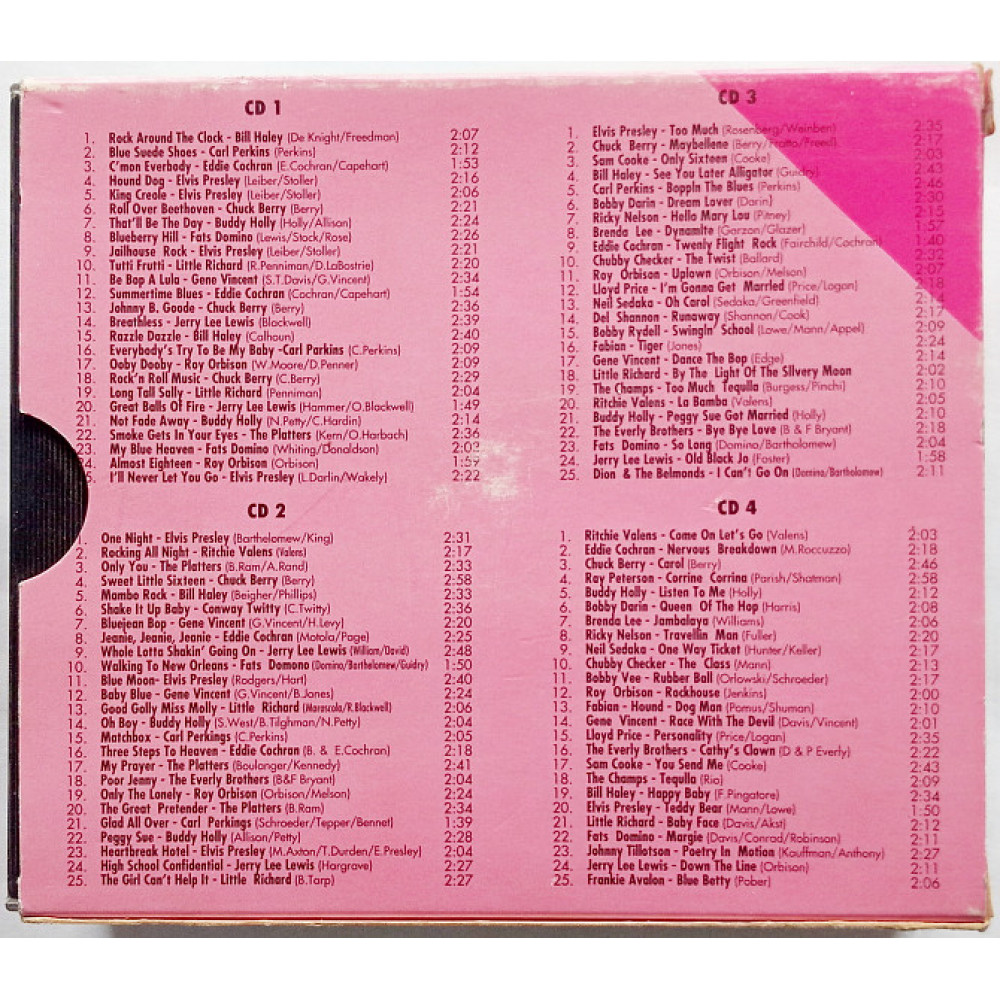 CD 1
1. Rock Around The Clock - Bill Haley (De Knight/Freedman) 2:07
2. Blue Suede Shoes - Carl Perkins (Perkins) 2:12
3. C'mon Everbody - Eddie Cochran (E.Cochran/Capehart) 1:53
4. Hound Dog - Elvis Presley (Leiber/Stoller) 2:16
5. King Creole - Elvis Presley (Leiber/Stoller) 2:06
6. Roll Over Beethoven - Chuck Berry (Berry) 2:21
7. That'll Be The Day - Buddy Holly (Holly/Allison) 2:24
8. Blueberry Hill - Fats Domino (Lewis/Stock/Rose) 2:26
9. Jailhouse Rock - Elvis Presley (Leiber/Stoller) 2:21
10. Tutti Frutti - Little Richard (R.Penniman/D.LaBostrie) 2:20
11. Be Bop A Lula - Gene Vincent (S.T.Davis/G.Vincent) 2:34
12. Summertime Blues - Eddie Cochran (Cochran/Capehart) 1:54
13. Johnny B. Goode - Chuck Berry (Berry) 2:36
14. Breathless - Jerry Lee Lewis (Blackwell) 2:39
15. Razzle Dazzle - Bill Haley (Calhoun) 2:40
16. Everybody's Try To Be My Baby -Carl Parkins (C.Perkins) 2:09
17. Ooby Dooby - Roy Orbison (W.Moore/D.Penner) 2:09
18. Rock'n Roll Music - Chuck Berry (C.Berry) 2:29
19. Long Tall Sally - Little Richard (Penniman) 2:04
20. Great Balls Of Fire - Jerry Lee Lewis (Hammer/O.Blackwell) 1:49
21. Not Fade Away - Buddy Holly (N.Petty/C.Hardin) 2:14
22. Smoke Gets In Your Eyes - The Platters (Kern/O.Harbach) 2:36
23. My Blue Heaven - Fats Domino (Whiting/Donaldson) 2:03
24. Almost Eighteen - Roy Orbison (Orbison) 1:59
5. I'll Never Let You Go - Elvis Presley (L.Darlin/Wakely) 2:22
CD 2
1. One Night - Elvis Presley (Barthelomew/King) 2:31
2. Rocking All Night - Ritchie Valens (Valens) 2:17
3. Only You - The Platters (B.Ram/A.Rand) 2:33
4. Sweet Little Sixteen - Chuck Berry (Berry) 2:58
5. Mambo Rock - Bill Haley (Beigher/Phillips) 2:33
6. Shake It Up Baby - Conway Twitty (C.Twitty) 2:36
7. Bluejean Bop - Gene Vincent (G.Vincent/H.Levy) 2:20
8. Jeanie, Jeanie, Jeanie - Eddie Cochran (Motola/Page) 2:25
9. Whole Lotta Shakin' Going On - Jerry Lee Lewis (William/David) 2:48
10. Walking To New Orleans - Fats Domono (Domino/Barthelomew/Guidry) 1:50
11. Blue Moon- Elvis Presley (Rodgers/Hart) 2:40
12. Baby Blue - Gene Vincent (G.Vincent/B.Jones) 2:24
13. Good Golly Miss Molly - Little Richard (Marascola/R.Blackwell) 2:06
14. Oh Boy - Buddy Holly (S.West/B.Tilghman/N.Petty) 2:04
15. Matchbox - Carl Perkings (C.Perkins) 2:05
16. Three Steps To Heaven - Eddie Cochran (B. & E.Cochran) 2:18
17. My Prayer - The Platters (Boulanger/Kennedy) 2:41
18. Poor Jenny - The Everly Brothers (B&F Bryant) 2:04
19. Only The Lonely - Roy Orbison (Orbison/Melson) 2:24
20. The Great Pretender - The Platters (B.Ram) 2:34
21. Glad All Over - Carl Perkings (Schroeder/Tepper/Bennet) 1:39
22. Peggy Sue - Buddy Holly (Allison/Petty) 2:28
23. Heartbreak Hotel - Elvis Presley (M.Axton/T.Durden/E.Presley) 2:04
24. High School Confidential - Jerry Lee Lewis (Hargrove) 2:27
25. The Girl Can't Help It - Little Richard (B.Tarp) 2:27
CD 3
1. Elvis Presley - Too Much (Rosenberg/Weinben) 2:35
2. Chuck Berry - Maybellene (Berry/Fratto/Freed) 2:17
3. Sam Cooke - Only Sixteen (Cooke) 2:03
4. Bill Haley - See You Later Alligator (Guidry) 2:43
5. Carl Perkins - BoppIn The Blues (Perkins) 2:46
6. Bobby Darin - Dream Lover (Darin) 2:30
7. Ricky Nelson - Hello Mary Lou (Pitney) 2:15
8. Brenda Lee - DynamIte (Garzon/Glazer) 1:57
9. Eddie Cochran - Twenly Flight Rock (Fairchild/Cochran) 1:40
10. Chubby Checker - The Twist (Ballard) 2:32
11. Roy Orbison - Uplown (Orbison/Melson) 2:07
12. Lloyd Price - I'm Gonna Get Married (Price/Logan) 2:18
13. Neil Sedaka - Oh Carol (Sedaka/Greenfield) 2:14
14. Del Shannon - Runaway (Shannon/Cook) 2:17
15. Bobby Rydell - Swingin' School (Lowe/Mann/Appel) 2:09
16. Fabian - Tiger (Jones) 2:24
17. Gene Vincent - Dance The Bop (Edge) 2:14
18. Little Richard - By The Light Of The SIlvery Moon 2:02
19. The Champs - Too Much Tequlla (Burgess/Pinchi) 2:10
20. Ritchie Valens - La Bamba (Valens) 2:05
21. Buddy Holly - Peggy Sue Got Married (Holly) 2:10
22. The Everly Brothers - Bye Bye Love (B & F Bryant) 2:18
23. Fats Domino - So Long (Domino/Bartholomew) 2:04
24. Jerry Lee Lewis - Old Black Jo (Foster) 1:58
25. Dion & The Belmonds - I Can't Go On (Domino/Bartholomew) 2:11
CD 4
1. Ritchie Valens - Come On Let's Go (Valens) 2:03
2. Eddie Cochran - Nervous Breakdown (M.Roccuzzo) 2:18
3. Chuck Berry - Carol (Berry) 2:46
4. Ray Peterson - Corrine Corrina (Parish/Shatman) 2:58
5. Buddy Holly - Listen To Me (Holly) 2:12
6. Bobby Darin - Queen Of The Hop (Harris) 2:08
7. Brenda Lee - Jambalaya (Williams) 2:06
8. Ricky Nelson - Travellin Man (Fuller) 2:20
9. Neil Sedaka - One Way Ticket (Hunter/Keller) 2:17
10. Chubby Checker - The Class (Mann) 2:13
11. Bobby Vee - Rubber Ball (Orlowski/Schroeder) 2:17
12. Roy Orbison - Rockhouse (Jenkins) 2:00
13. Fabian - Hound - Dog Man (Pomus/Shuman) 2:10
14. Gene Vincent - Race With The Devil (Davis/Vincent) 2:01
15. Lloyd Price - Personality (Price/Logan) 2:35
16. The Everly Brothers - Cathy's Clown (D & P Everly) 2:22
17. Sam Cooke - You Send Me (Cooke) 2:43
18. The Champs - Tequlla (Rio) 2:09
19. Bill Haley - Happy Baby (F.Pingatore) 2:34
20. Elvis Presley - Teddy Bear (Mann/Lowe) 1:50
21. Little Richard - Baby Face (Davis/Akst) 2:12
22. Fats Domino - Margie (Davis/Conrad/Robinson) 2:11
23. Johnny Tillotson - Poetry In Motion (Kauffman/Anthony) 2:27
24. Jerry Lee Lewis - Down The Line (Orbison) 2:11
25. Frankie Avalon - Blue Betty (Pober) 2:06